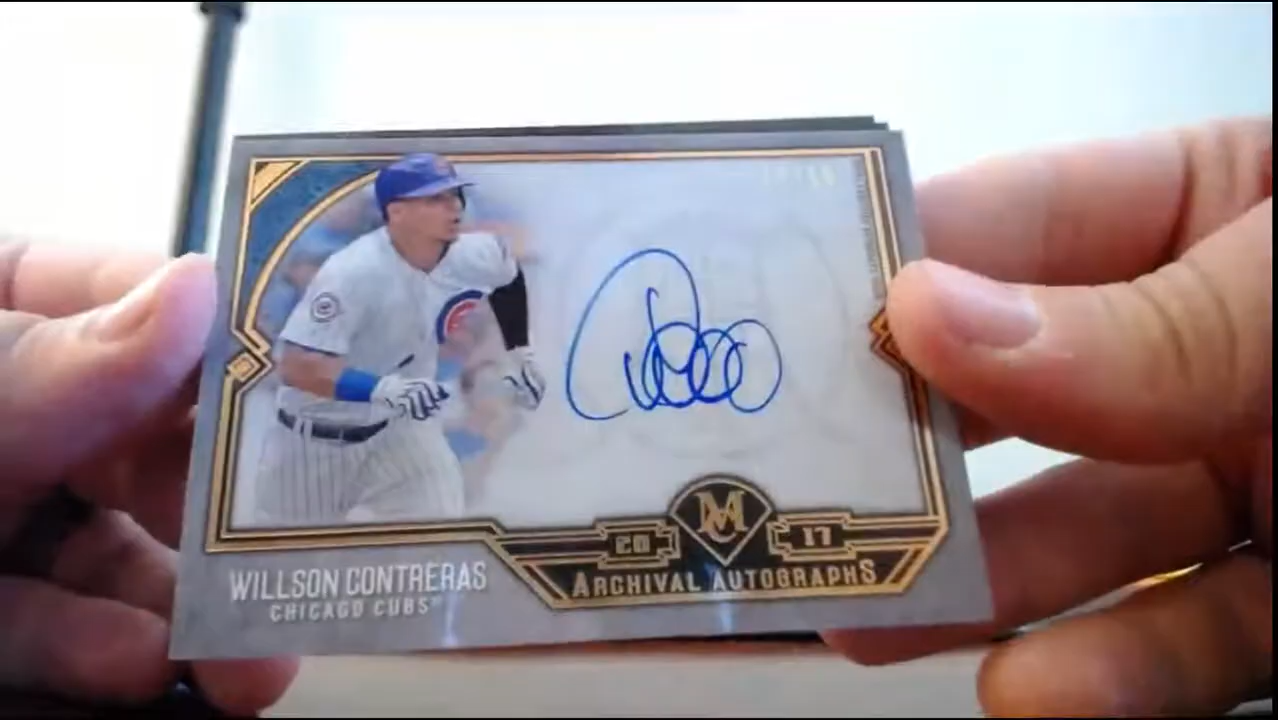 MC
20 17
ARCHIVAL AUTOGRAPHS
WILLSON CONTRERAS
CHICAGO CUBS